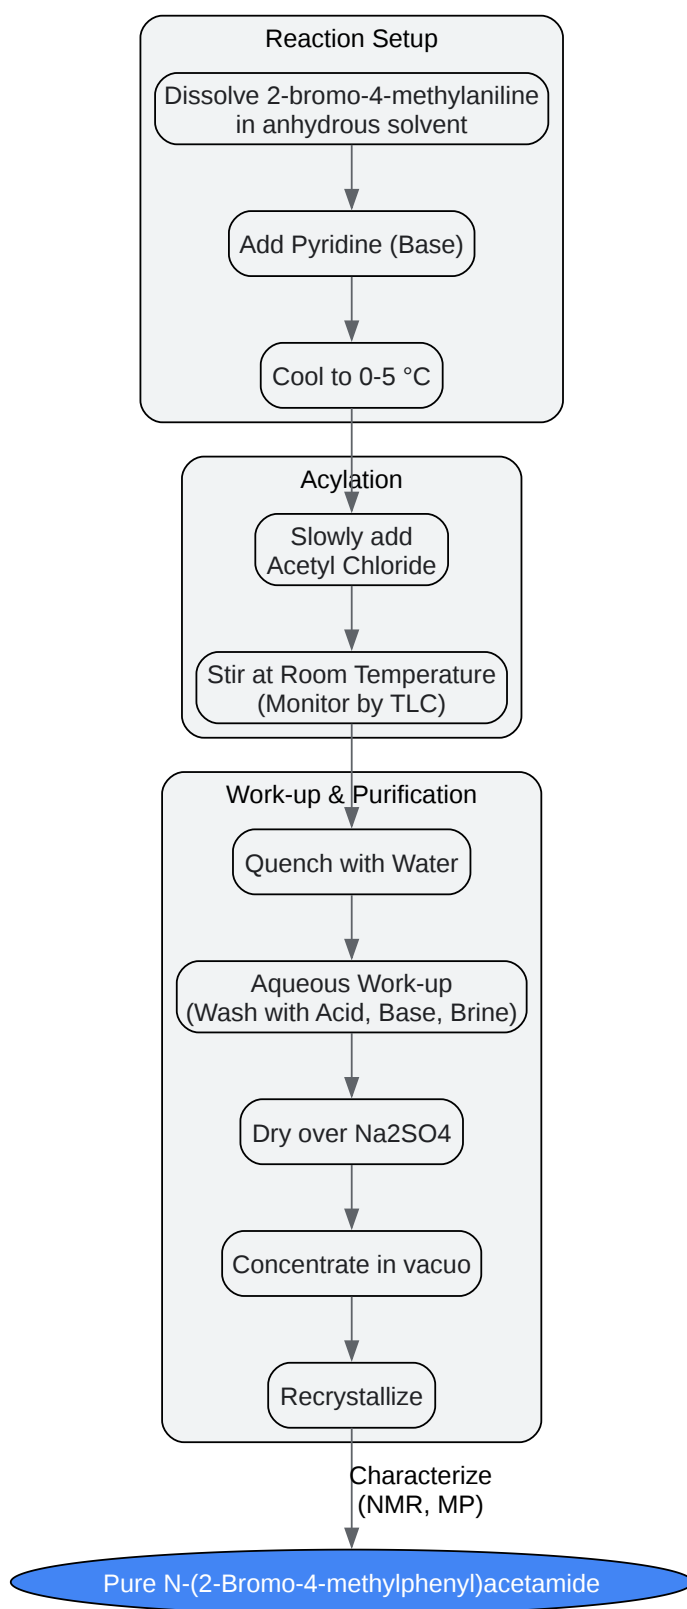 Reaction Setup
Dissolve 2-bromo-4-methylaniline
in anhydrous solvent
Add Pyridine (Base)
Cool to 0-5 °C
Acylation
Slowly add
Acetyl Chloride
Stir at Room Temperature
(Monitor by TLC)
Work-up & Purification
Quench with Water
Aqueous Work-up
(Wash with Acid, Base, Brine)
Dry over Na2SO4
Concentrate in vacuo
Recrystallize
Characterize
(NMR, MP)
Pure N-(2-Bromo-4-methylphenyl)acetamide